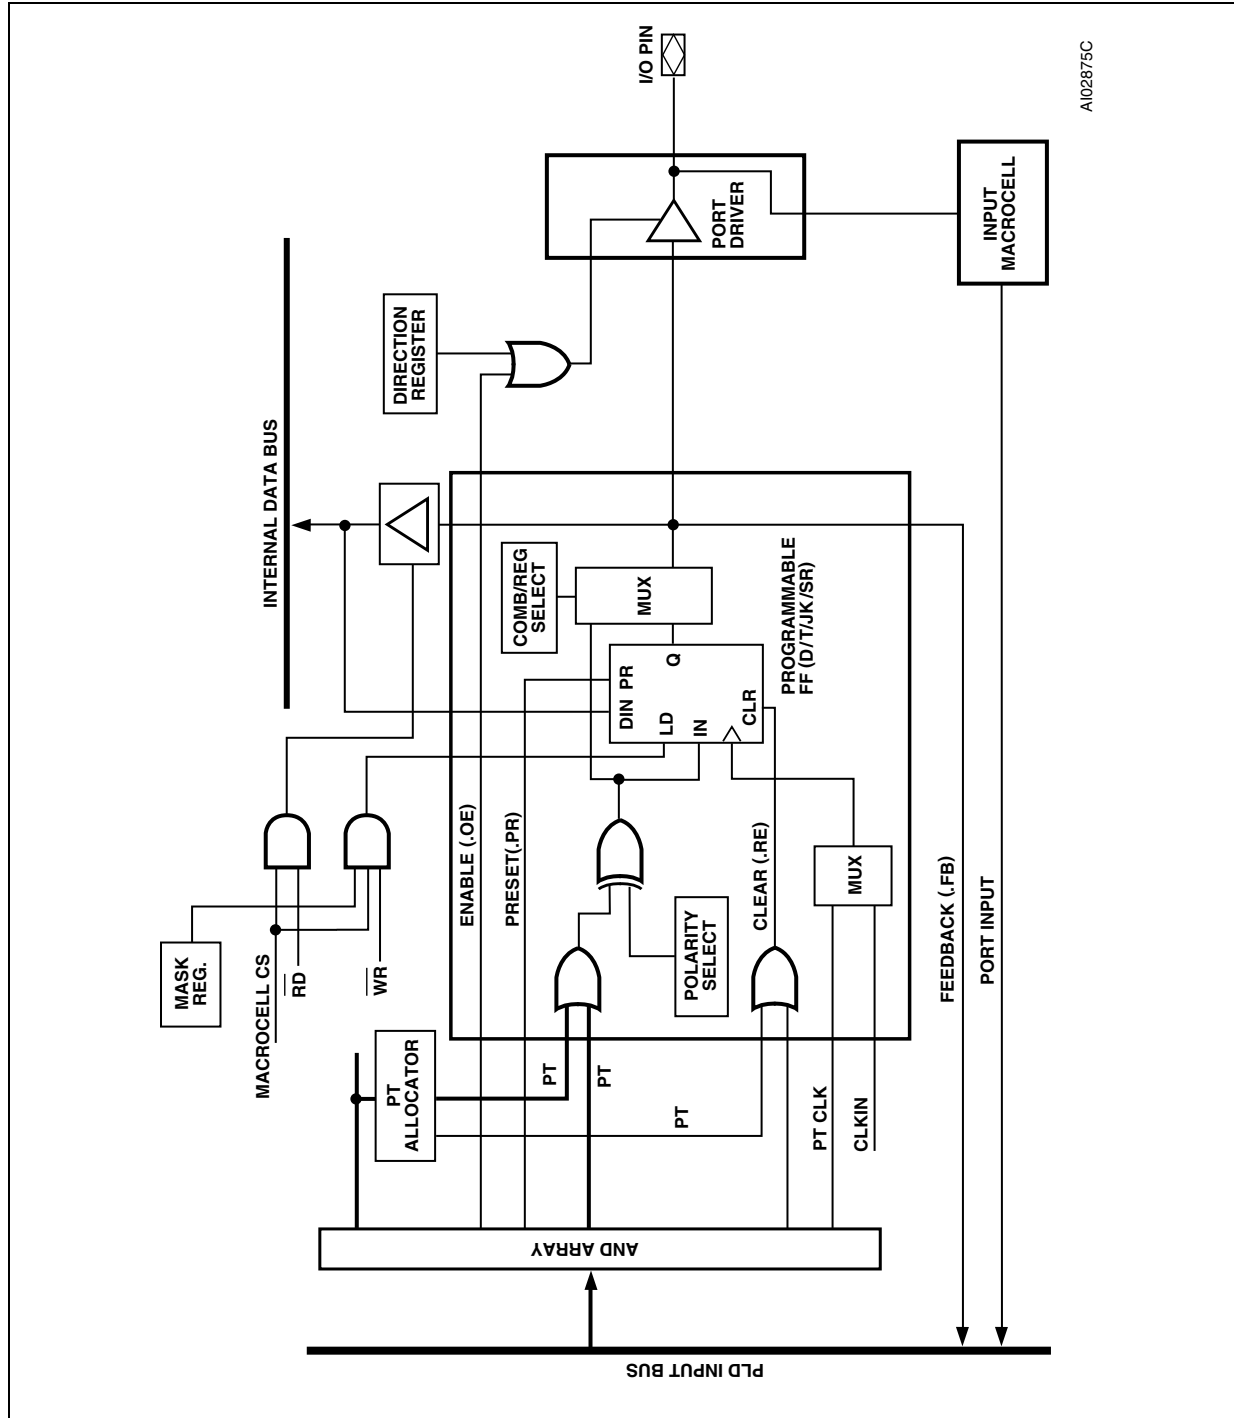 MASK
REG.
MACROCELL CS
RD
WR
INTERNAL DATA BUS
DIRECTION
REGISTER
I/O PIN
PT
ALLOCATOR
ENABLE (.OE)
PRESET(.PR)
COMB/REG
SELECT
MUX
PORT
DRIVER
DIN PR
LD
Q
IN
CLR
PROGRAMMABLE
FF (D/T/JK/SR)
PT
PT
PT
POLARITY
SELECT
CLEAR (.RE)
MUX
PT CLK
CLKIN
AND ARRAY
FEEDBACK (.FB)
PORT INPUT
INPUT
MACROCELL
PLD INPUT BUS
AI02875C